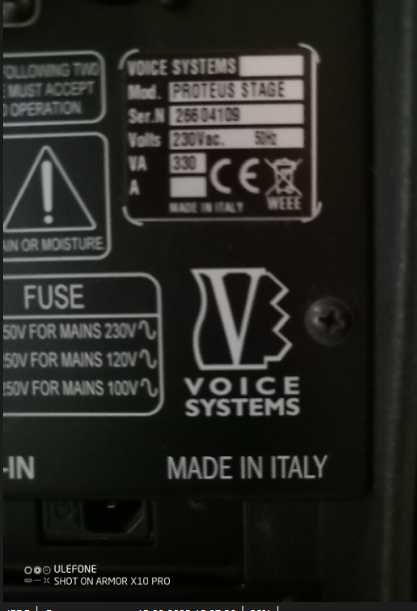 FOLLOWING TWO
MUST ACCEPT
OPERATION
VOICE SYSTEMS
Mod. PROTEUS STAGE
Ser.N 26604109
Volts 230Vac. 50Hz
VA 330 CE
A
MADE IN ITALY WEEE
OR MOISTURE
FUSE
50V FOR MAINS 230V
250V FOR MAINS 120V
250V FOR MAINS 100V
VOICE
SYSTEMS
-IN
MADE IN ITALY
ULEFONE
SHOT ON ARMOR X10 PRO